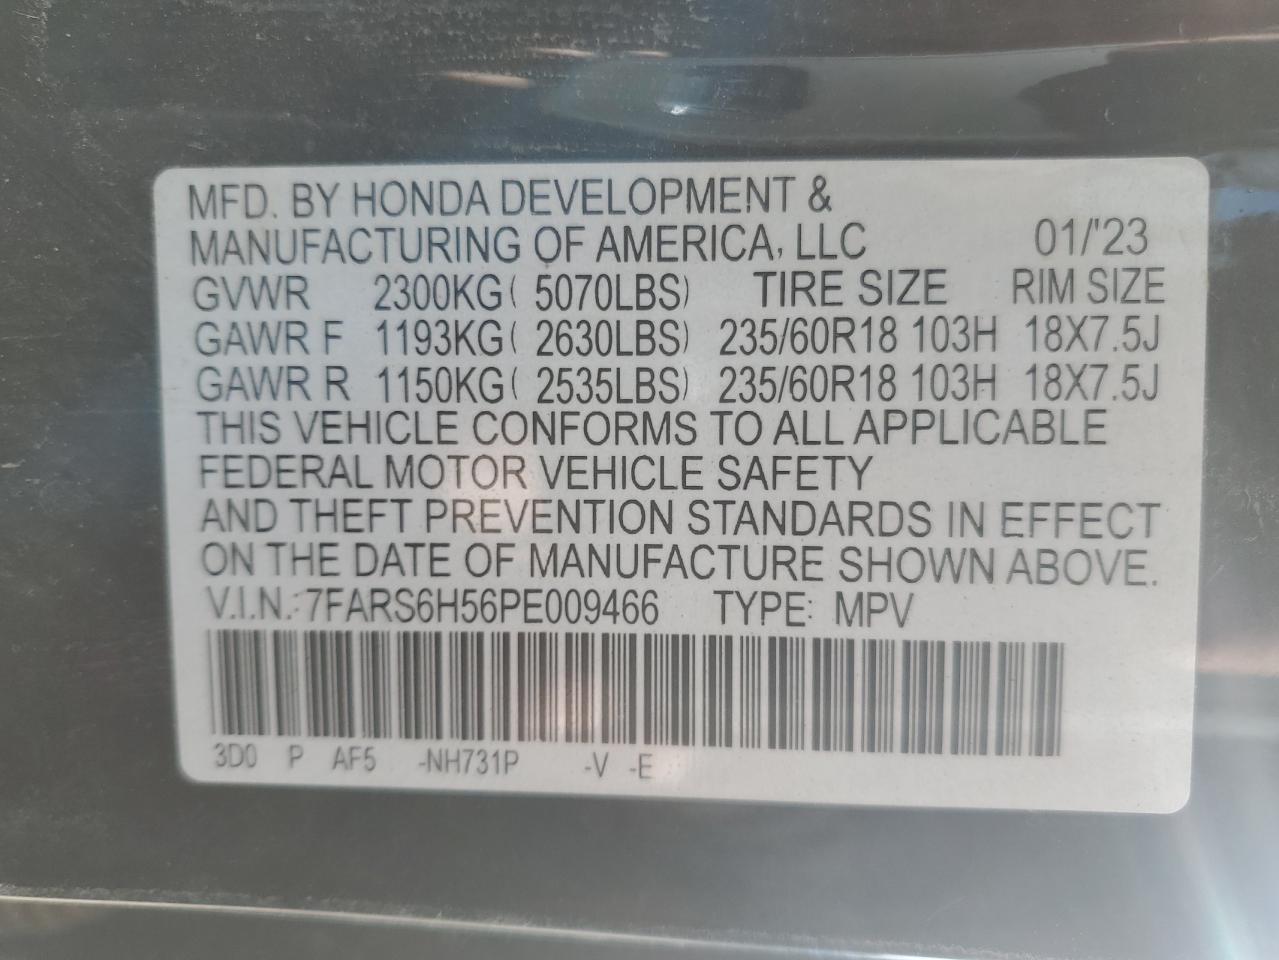 MFD. BY HONDA DEVELOPMENT &
MANUFACTURING OF AMERICA, LLC 01/'23
GVWR 2300KG( 5070LBS) TIRE SIZE RIM SIZE
GAWR F 1193KG( 2630LBS) 235/60R18 103H 18X7.5J
GAWR R 1150KG( 2535LBS) 235/60R18 103H 18X7.5J
THIS VEHICLE CONFORMS TO ALL APPLICABLE
FEDERAL MOTOR VEHICLE SAFETY
AND THEFT PREVENTION STANDARDS IN EFFECT
ON THE DATE OF MANUFACTURE SHOWN ABOVE.
V.I.N.:7FARS6H56PE009466 TYPE: MPV
3D0 P AF5 -NH731P -V -E